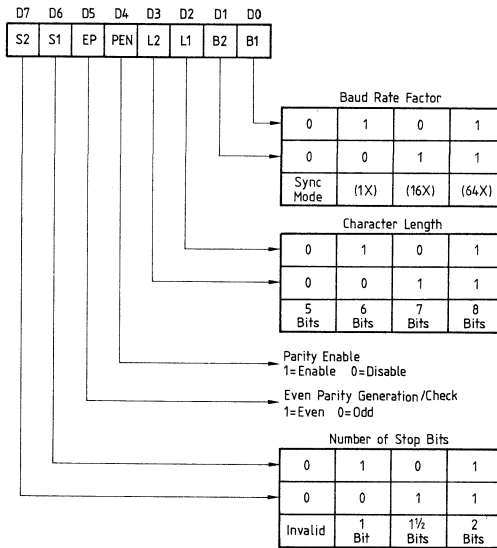 D7 D6 D5 D4 D3 D2 D1 D0
S2 S1 EP PEN L2 L1 B2 B1
Baud Rate Factor
0 1 0 1
0 0 1 1
Sync Mode (1X) (16X) (64X)
Character Length
0 1 0 1
0 0 1 1
5 Bits 6 Bits 7 Bits 8 Bits
Parity Enable
1=Enable 0=Disable
Even Parity Generation/Check
1=Even 0=Odd
Number of Stop Bits
0 1 0 1
0 0 1 1
Invalid 1 Bit 1½ Bits 2 Bits